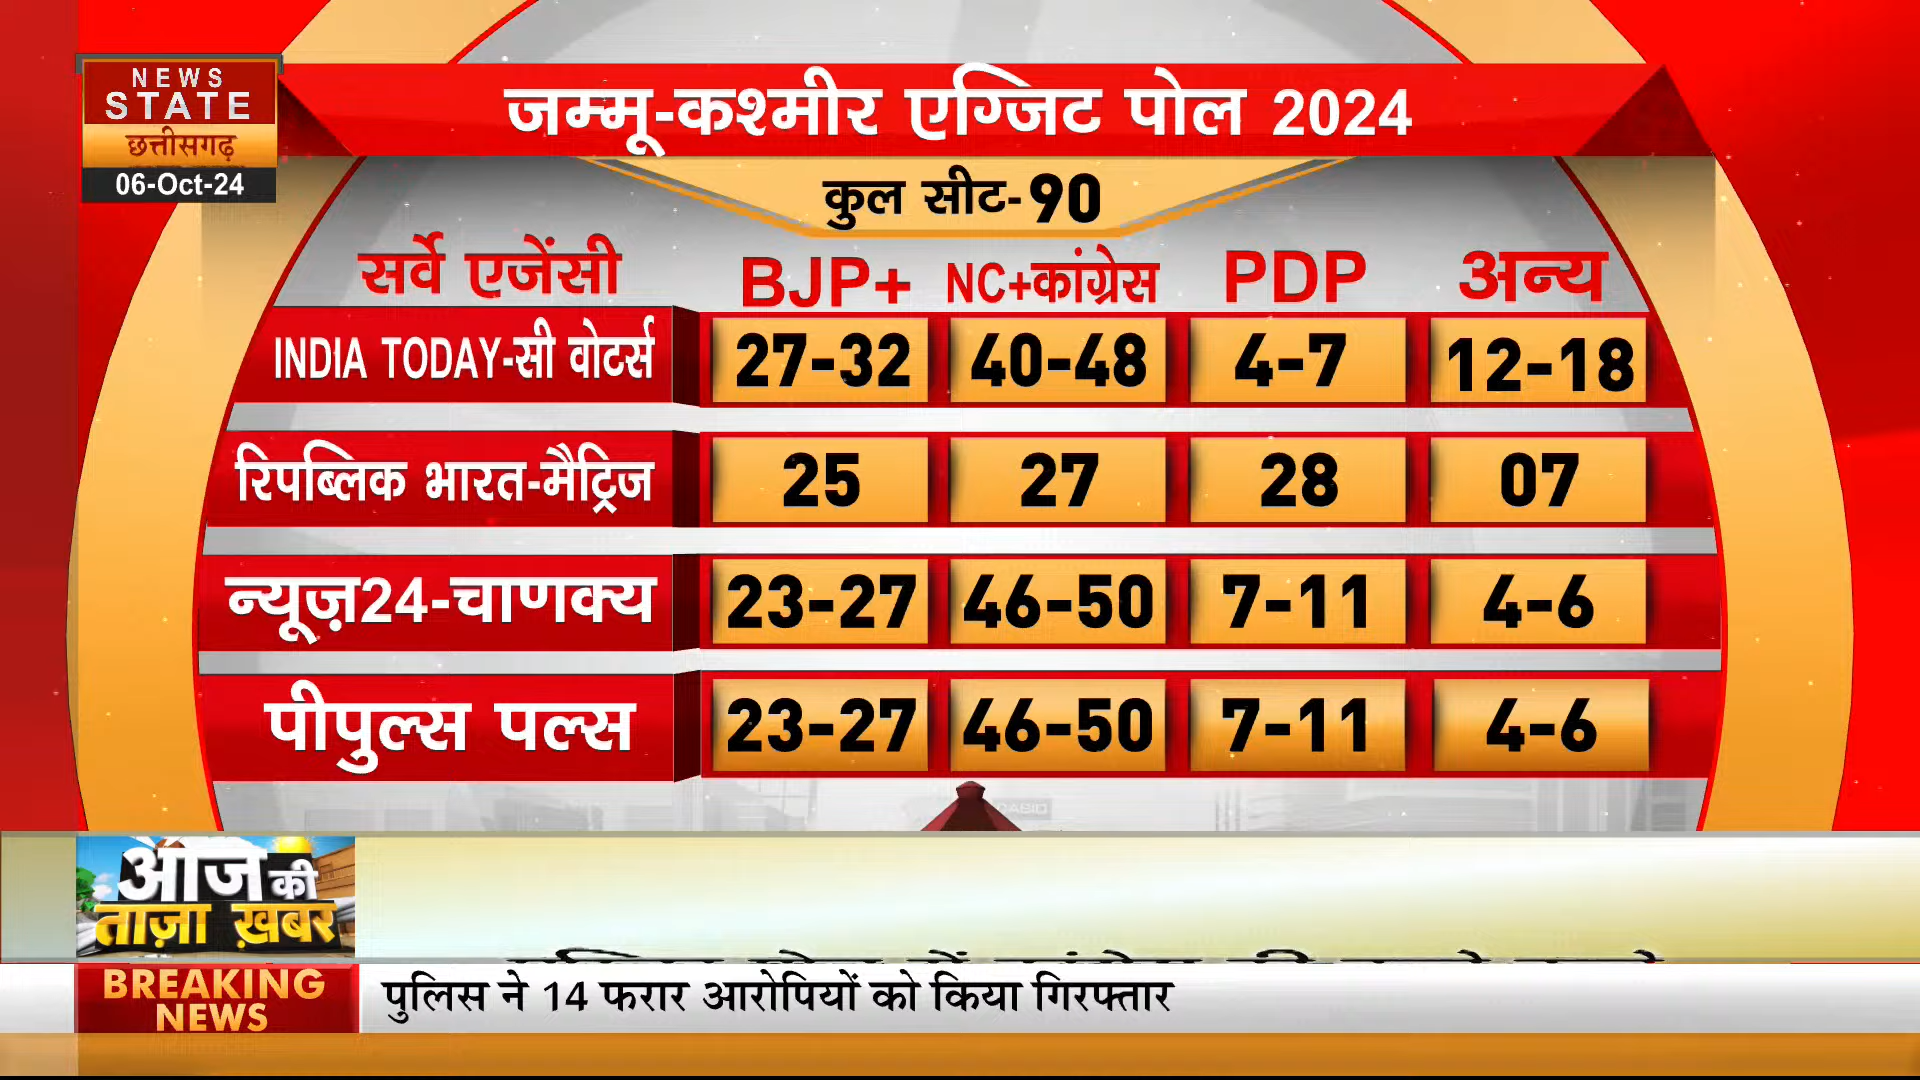 NEWS
STATE
छत्तीसगढ़
06-Oct-24
जम्मू-कश्मीर एग्जिट पोल 2024
कुल सीट-90
सर्वे एजेंसी BJP+ NC+कांग्रेस PDP अन्य
INDIA TODAY-सी वोटर्स 27-32 40-48 4-7 12-18
रिपब्लिक भारत-मैट्रिज 25 27 28 07
न्यूज़24-चाणक्य 23-27 46-50 7-11 4-6
पीपुल्स पल्स 23-27 46-50 7-11 4-6
आज की
ताज़ा ख़बर
BREAKING
NEWS
पुलिस ने 14 फरार आरोपियों को किया गिरफ्तार